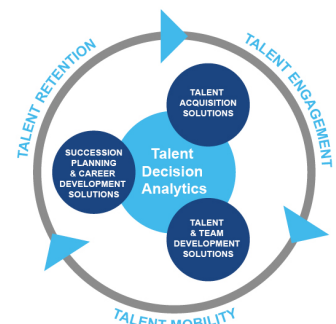 TALENT RETENTION
TALENT ENGAGEMENT
TALENT
ACQUISITION
SOLUTIONS
SUCCESSION
PLANNING
& CAREER
DEVELOPMENT
SOLUTIONS
Talent
Decision
Analytics
TALENT
& TEAM
DEVELOPMENT
SOLUTIONS
TALENT MOBILITY